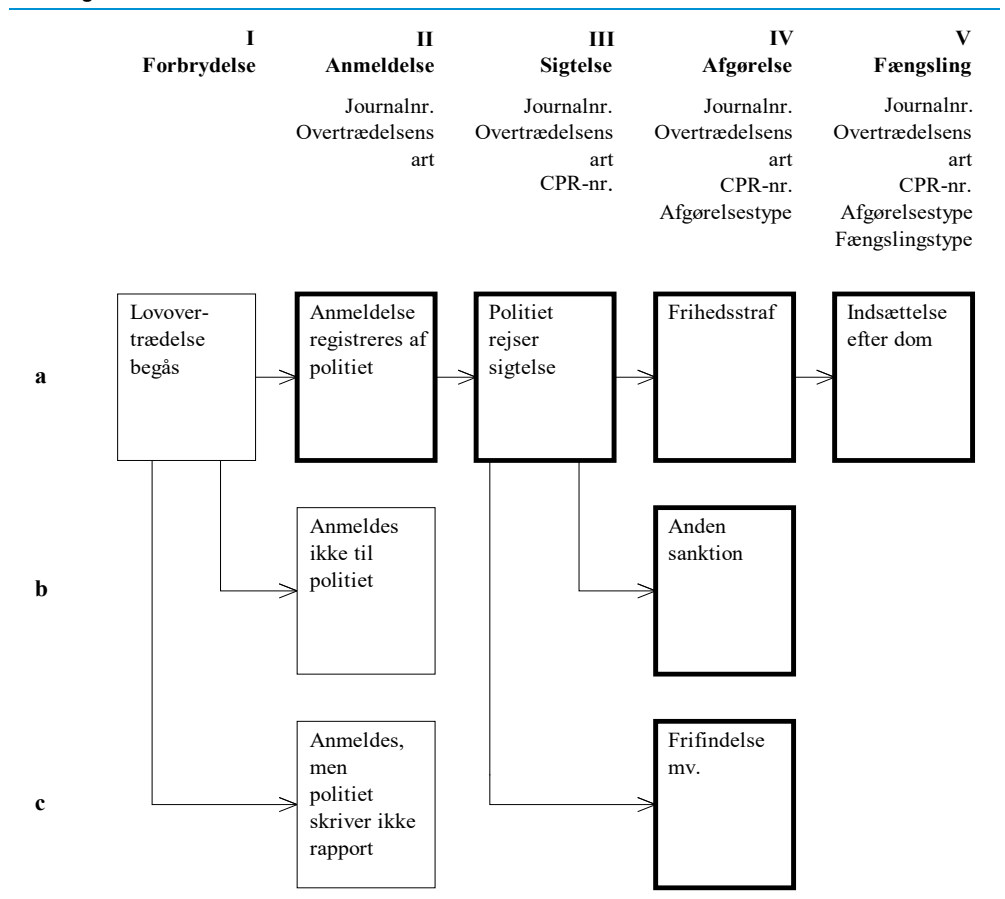 I
Forbrydelse
II
Anmeldelse
Journalnr.
Overtrædelsens
art
III
Sigtelse
Journalnr.
Overtrædelsens
art
CPR-nr.
IV
Afgørelse
Journalnr.
Overtrædelsens
art
CPR-nr.
Afgørelsestype
V
Fængsling
Journalnr.
Overtrædelsens
art
CPR-nr.
Afgørelsestype
Fængslingstype
a
Lovover-
trædelse
begås
Anmeldelse
registreres af
politiet
Politiet
rejser
sigtelse
Frihedsstraf
Indsættelse
efter dom
b
Anmeldes
ikke til
politiet
Anden
sanktion
c
Anmeldes,
men
politiet
skriver ikke
rapport
Frifindelse
mv.